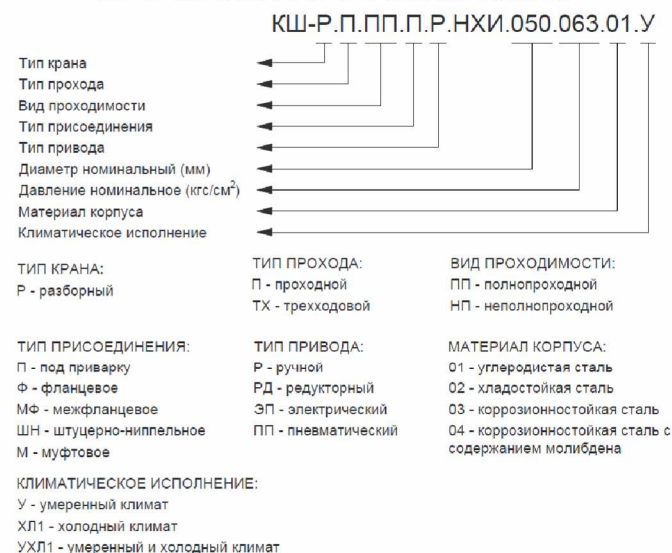 КШ-Р.П.ПП.П.Р.НХИ.050.063.01.У
Тип крана
Тип прохода
Вид проходимости
Тип присоединения
Тип привода
Диаметр номинальный (мм)
Давление номинальное (кгс/см²)
Материал корпуса
Климатическое исполнение
ТИП КРАНА:
Р - разборный
ТИП ПРОХОДА:
П - проходной
ТХ - трехходовой
ВИД ПРОХОДИМОСТИ:
ПП - полнопроходной
НП - неполнопроходной
ТИП ПРИСОЕДИНЕНИЯ:
П - под приварку
Ф - фланцевое
МФ - межфланцевое
ШН - штуцерно-ниппельное
М - муфтовое
ТИП ПРИВОДА:
Р - ручной
РД - редукторный
ЭП - электрический
ПП - пневматический
МАТЕРИАЛ КОРПУСА:
01 - углеродистая сталь
02 - хладостойкая сталь
03 - коррозионностойкая сталь
04 - коррозионностойкая сталь с
содержанием молибдена
КЛИМАТИЧЕСКОЕ ИСПОЛНЕНИЕ:
У - умеренный климат
ХЛ1 - холодный климат
УХЛ1 - умеренный и холодный климат